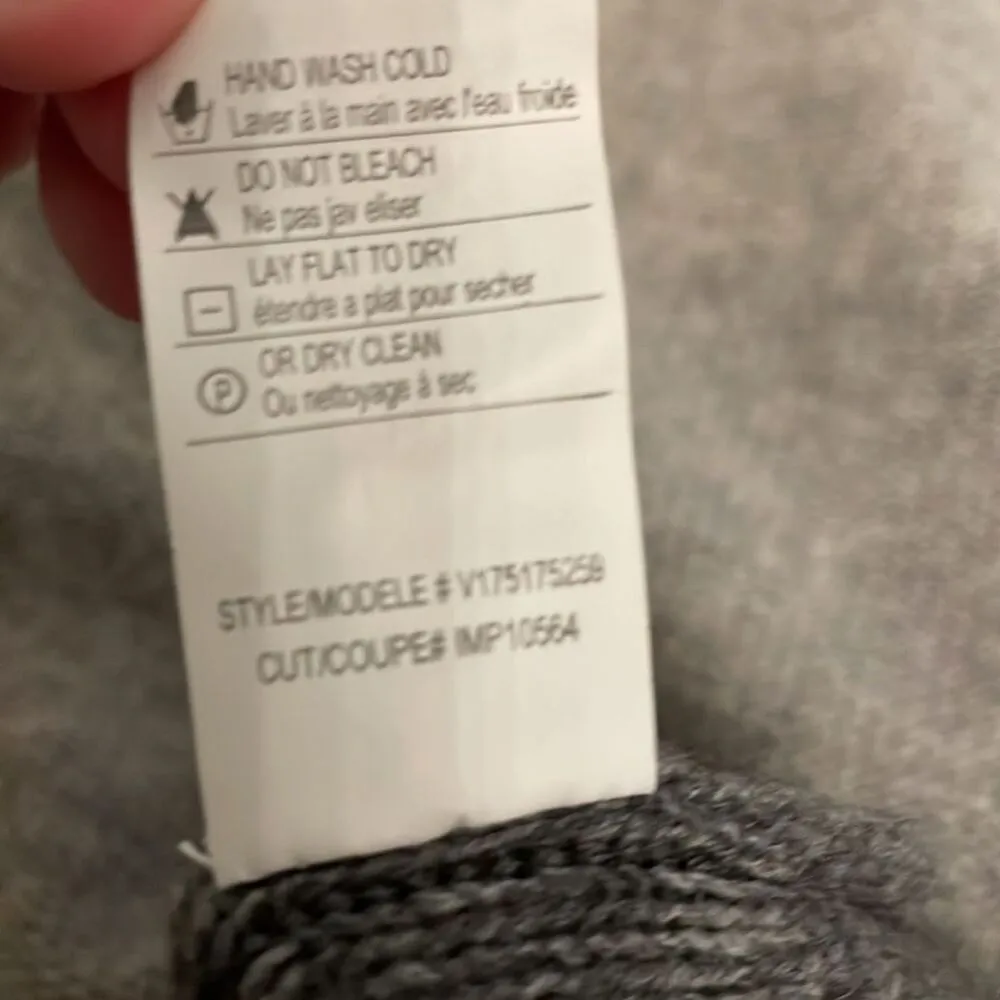 HAND WASH COLD
Laver à la main avec l'eau froide
DO NOT BLEACH
Ne pas jav eliser
LAY FLAT TO DRY
étendre a plat pour secher
OR DRY CLEAN
P
Ou nettoyage à sec
STYLE/MODELE # V175175259
CUT/COUPE# IMP10564